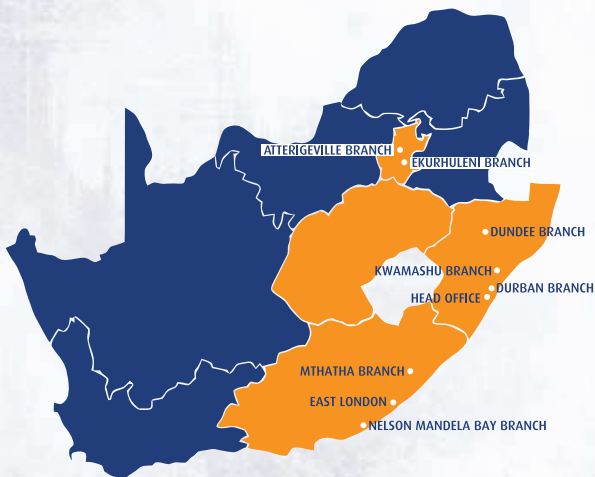 ATTERIGEVILLE BRANCH
EKURHULENI BRANCH
DUNDEE BRANCH
KWAMASHU BRANCH
DURBAN BRANCH
HEAD OFFICE
MTHATHA BRANCH
EAST LONDON
NELSON MANDELA BAY BRANCH